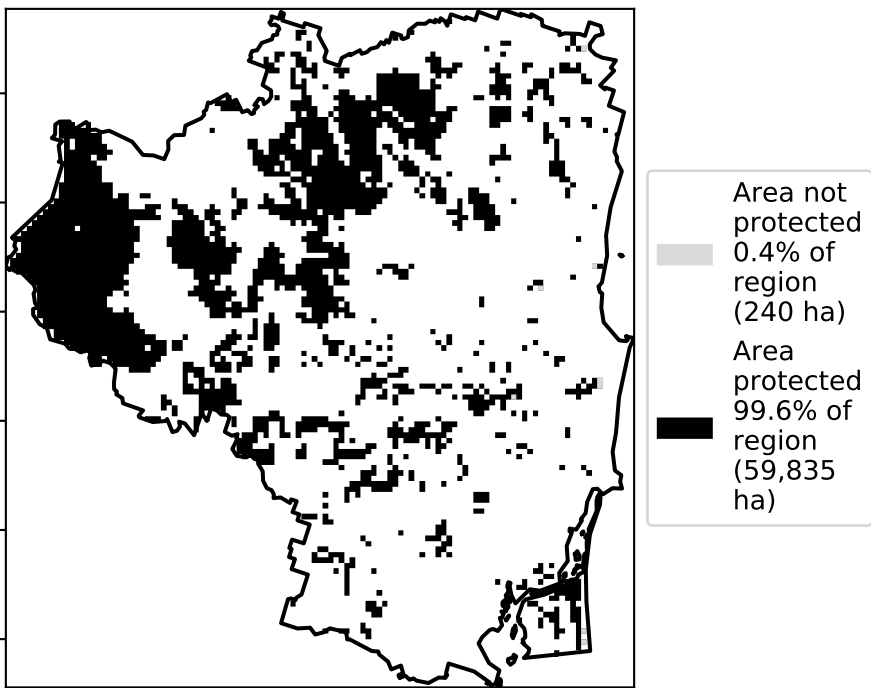 Area not
protected
0.4% of
region
(240 ha)
Area
protected
99.6% of
region
(59,835
ha)